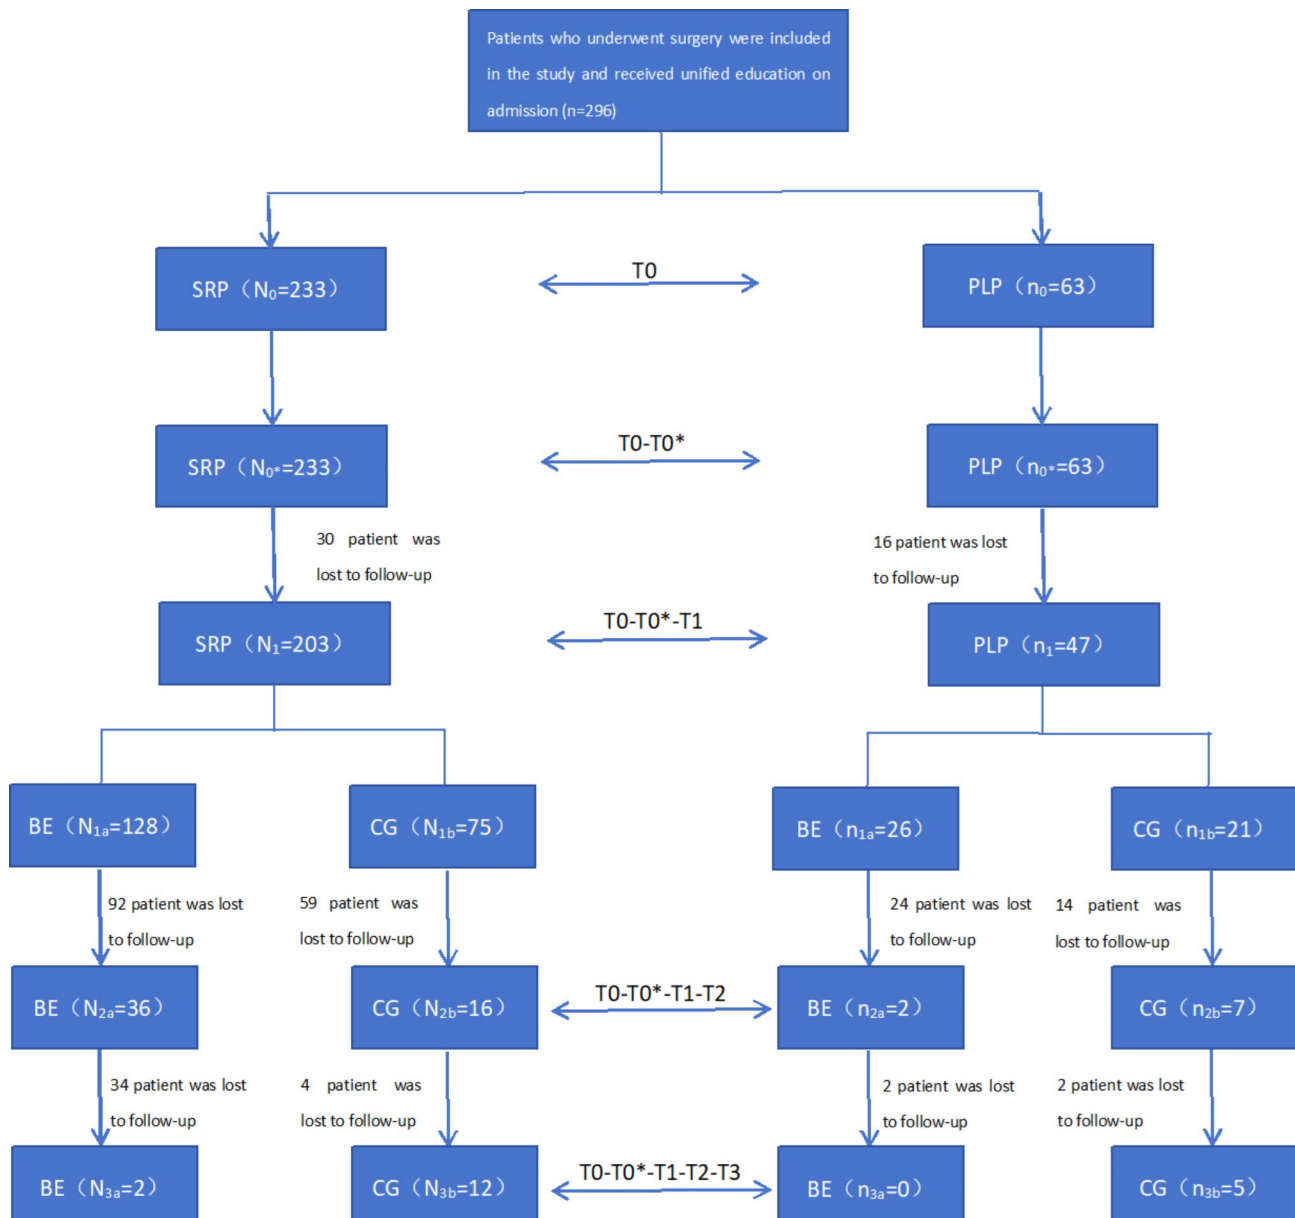 Patients who underwent surgery were included
in the study and received unified education on
admission (n=296)
SRP（N0=233）
T0
PLP（n0=63）
SRP（N0*=233）
T0-T0*
PLP（n0*=63）
30 patient was
lost to follow-up
16 patient was lost
to follow-up
SRP（N1=203）
T0-T0*-T1
PLP（n1=47）
BE（N1a=128）
CG（N1b=75）
BE（n1a=26）
CG（n1b=21）
92 patient was lost
to follow-up
59 patient was
lost to follow-up
24 patient was lost
to follow-up
14 patient was
lost to follow-up
BE（N2a=36）
CG（N2b=16）
T0-T0*-T1-T2
BE（n2a=2）
CG（n2b=7）
34 patient was lost
to follow-up
4 patient was
lost to follow-up
2 patient was lost
to follow-up
2 patient was lost
to follow-up
BE（N3a=2）
CG（N3b=12）
T0-T0*-T1-T2-T3
BE（n3a=0）
CG（n3b=5）